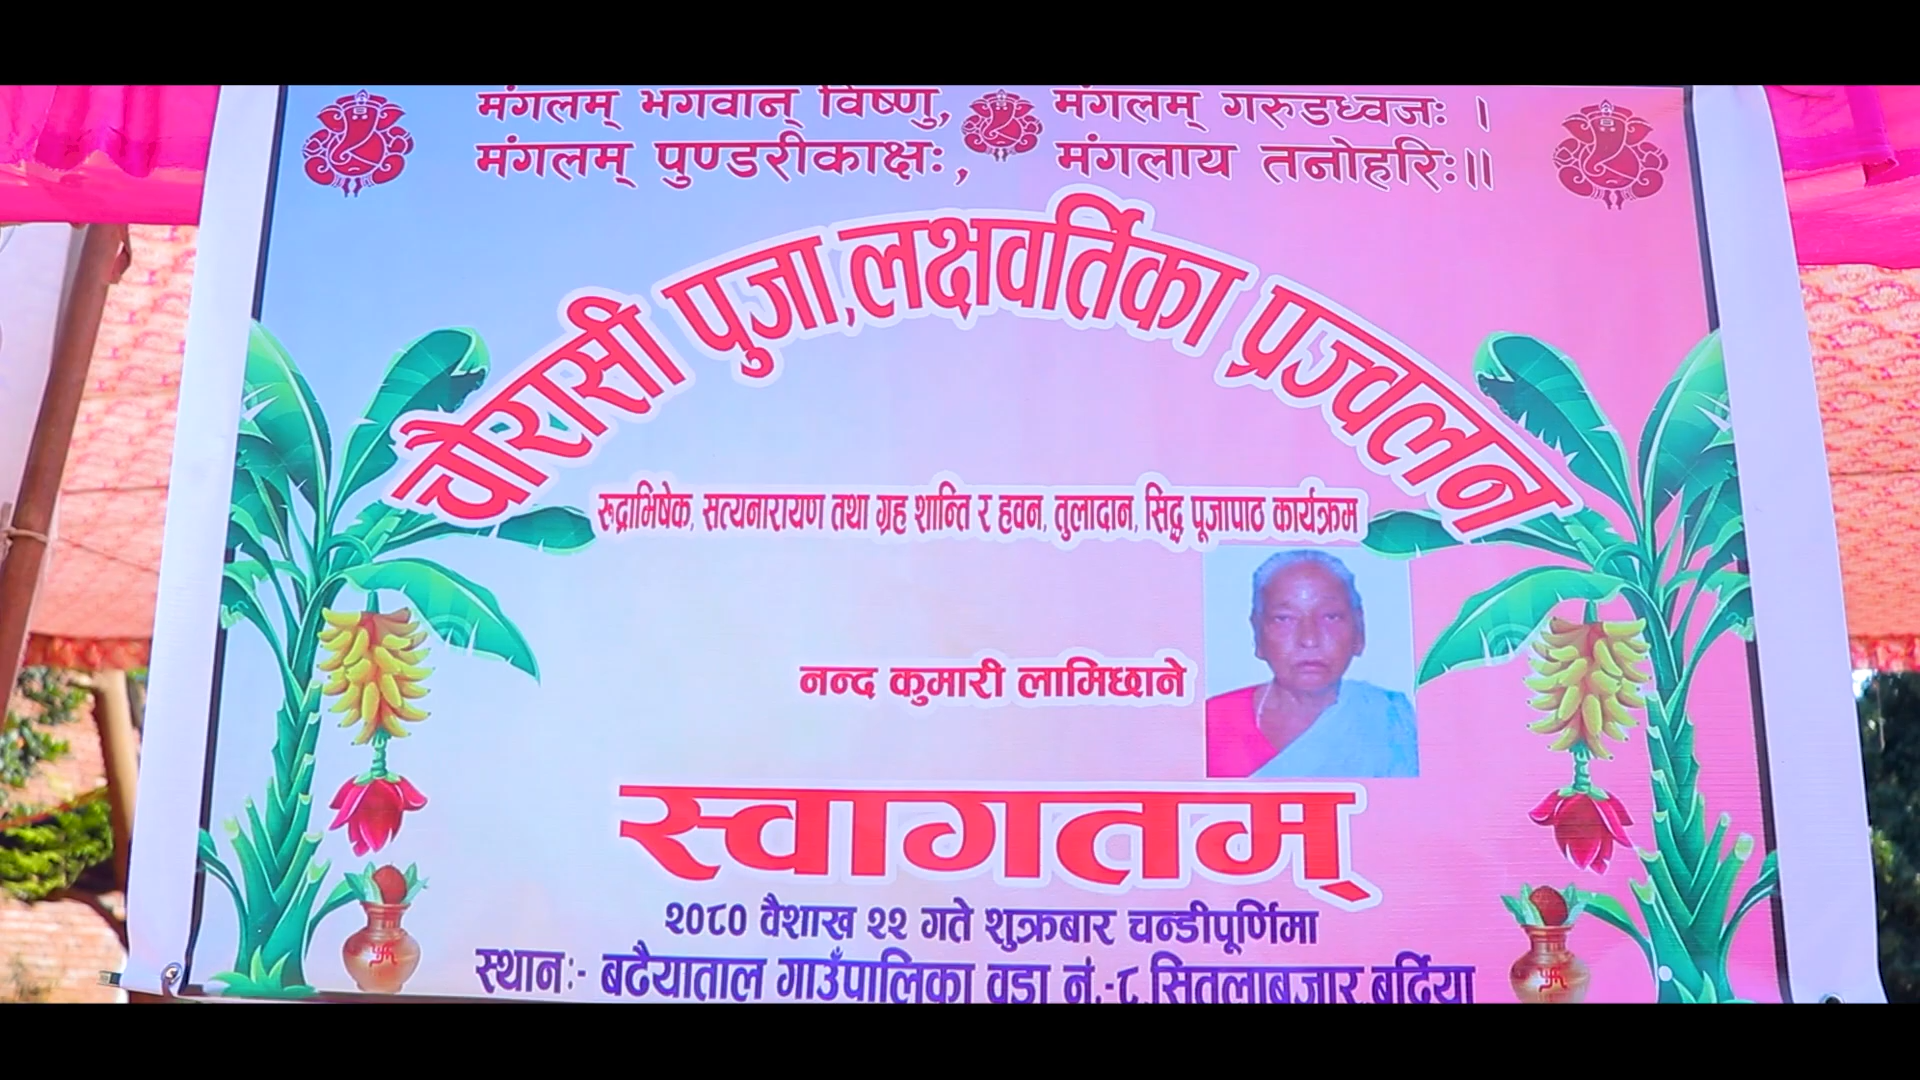 मंगलम् भगवान् विष्णु, मंगलम् गरुडध्वजः ।
मंगलम् पुण्डरीकाक्षः, मंगलाय तनोहरिः॥
चौरासी पुजा,लक्षवर्तिका प्रज्वलन
रुद्राभिषेक, सत्यनारायण तथा ग्रह शान्ति र हवन, तुलादान, सिद्ध पूजापाठ कार्यक्रम
नन्द कुमारी लामिछाने
स्वागतम्
२०८० वैशाख २२ गते शुक्रबार चन्डीपूर्णिमा
स्थानः- बढैयाताल गाउँपालिका वडा नं.-८,सितलाबजार,बर्दिया